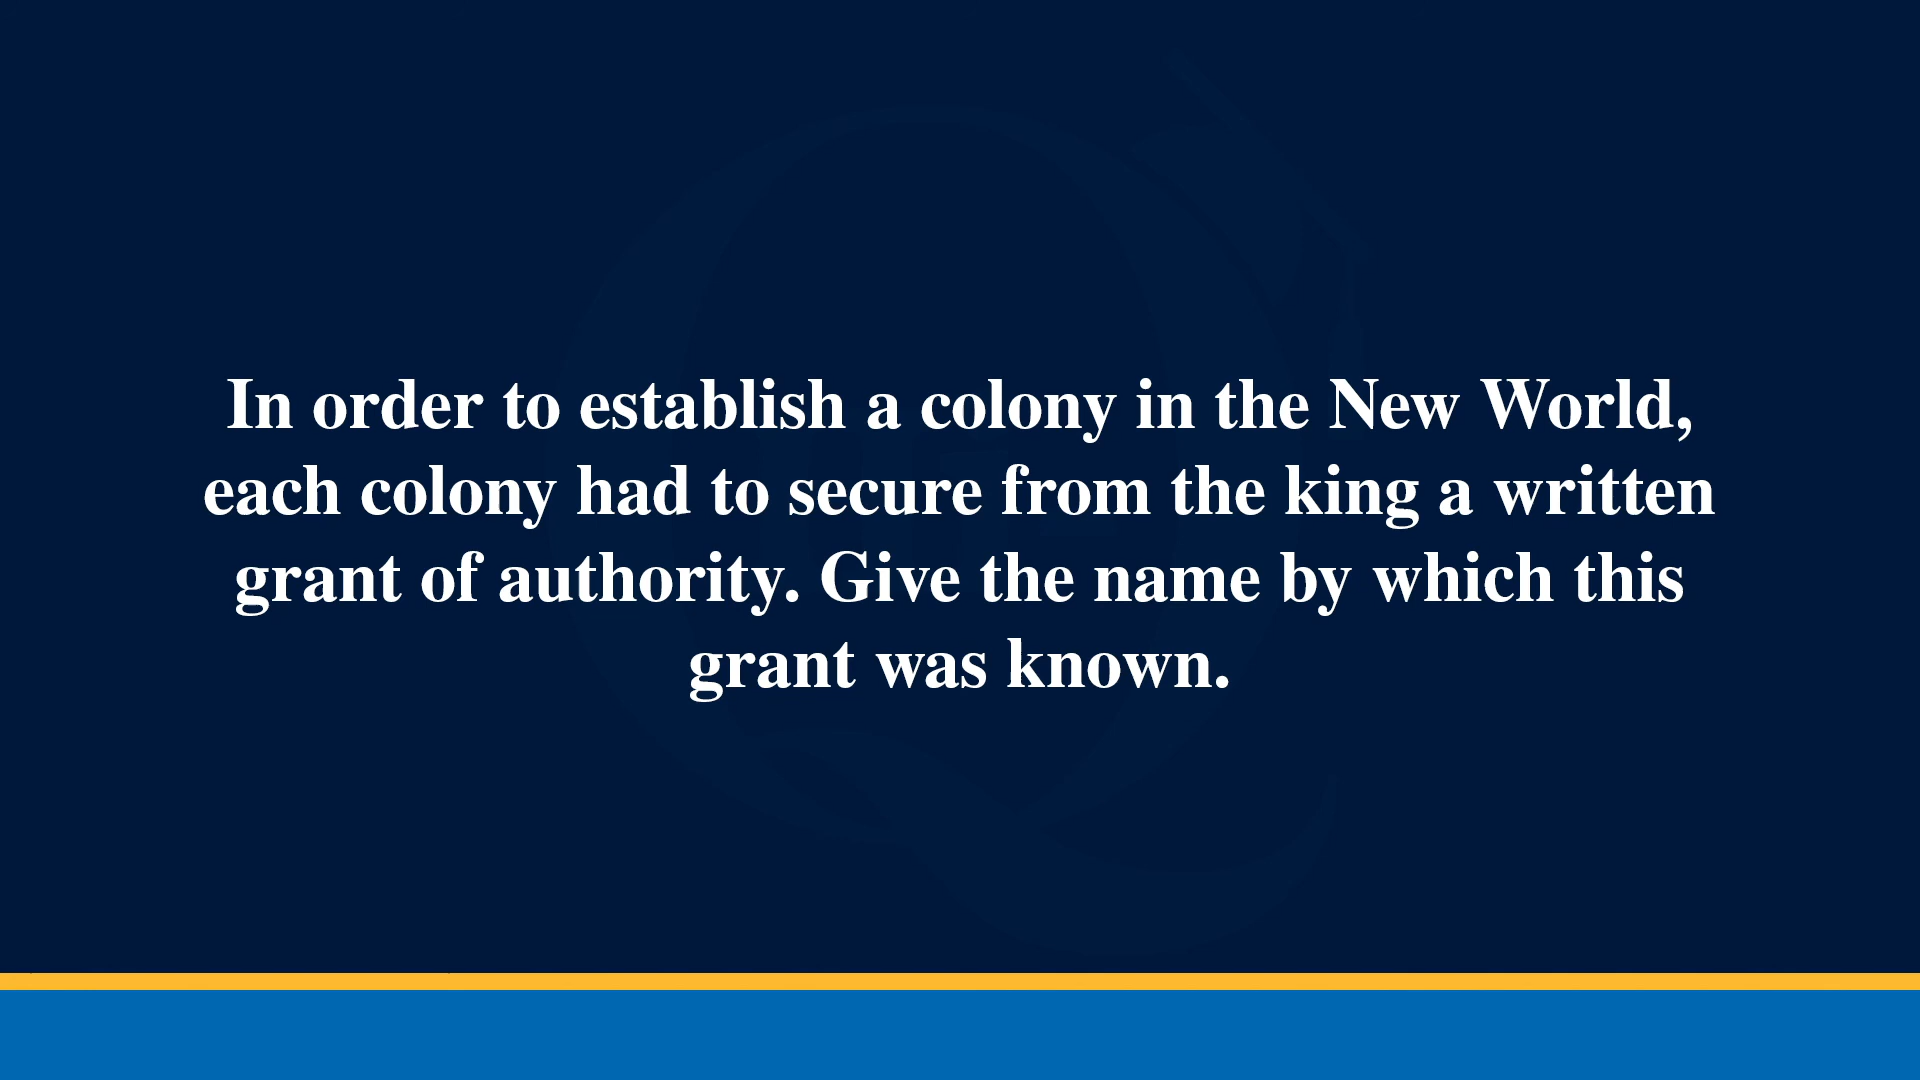 In order to establish a colony in the New World,
each colony had to secure from the king a written
grant of authority. Give the name by which this
grant was known.